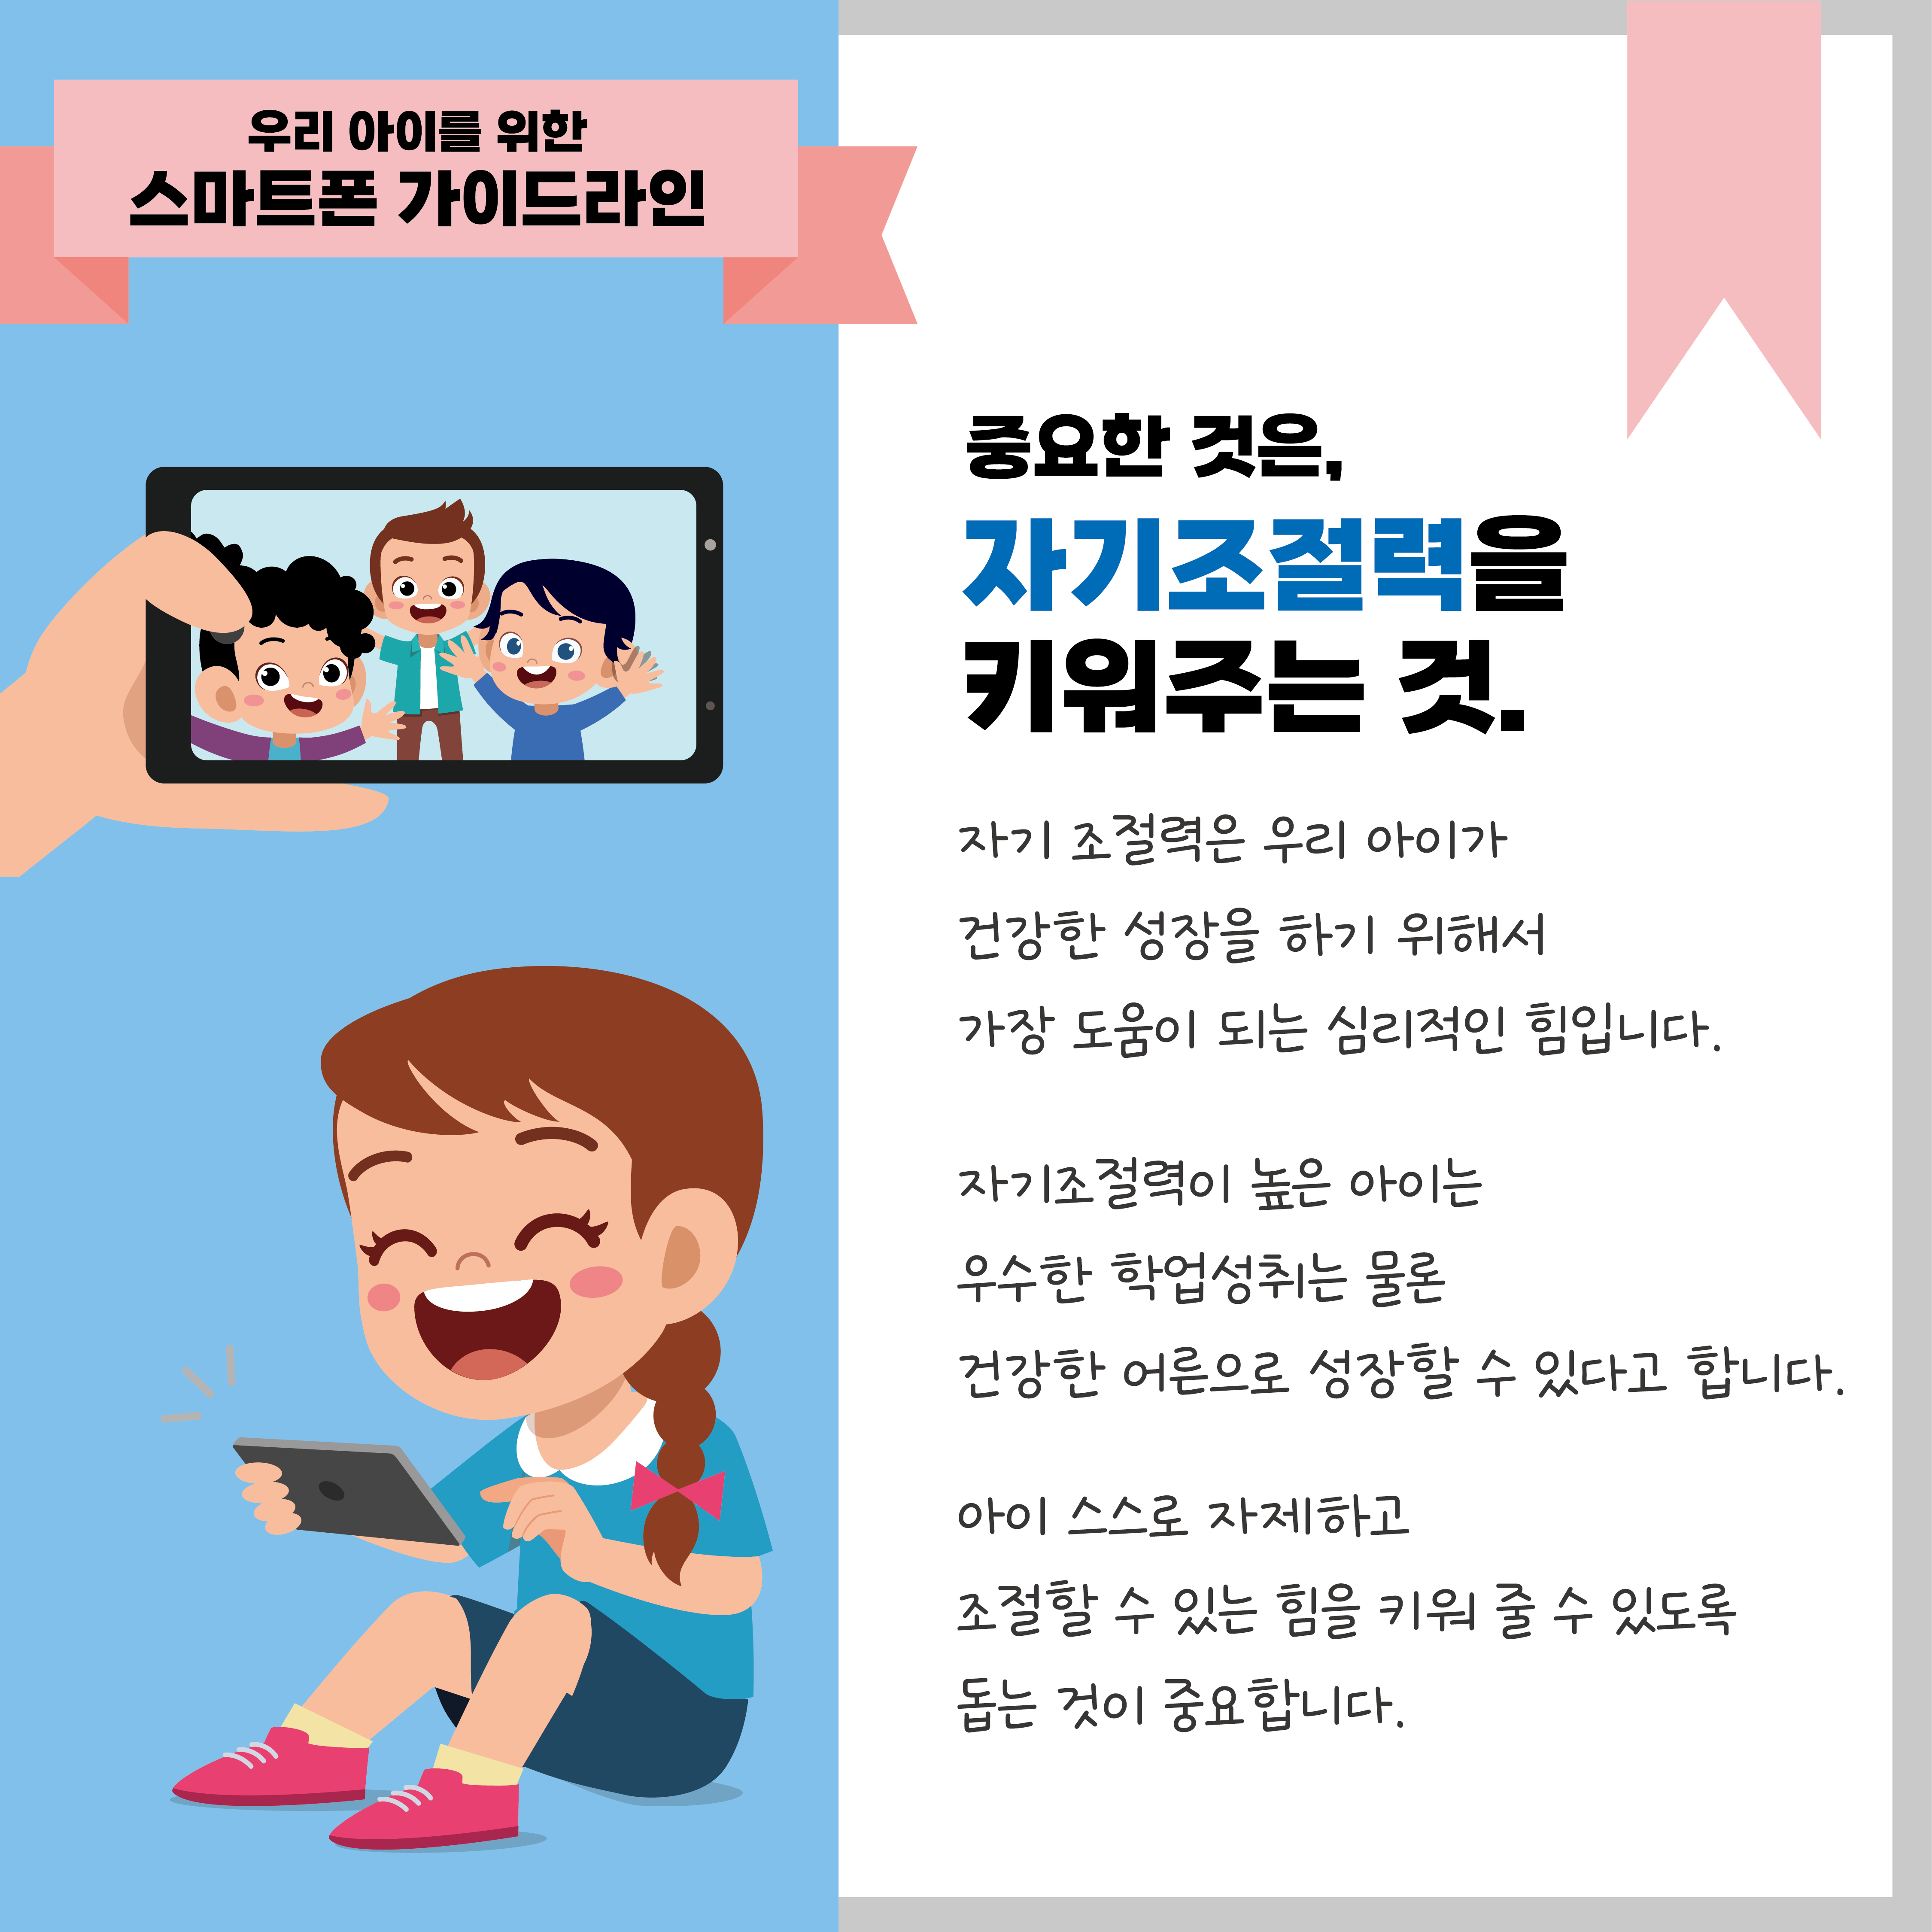 우리 아이를 위한
스마트폰 가이드라인
중요한 것은,
자기조절력을
키워주는 것.
자기 조절력은 우리 아이가
건강한 성장을 하기 위해서
가장 도움이 되는 심리적인 힘입니다.
자기조절력이 높은 아이는
우수한 학업성취는 물론
건강한 어른으로 성장할 수 있다고 합니다.
아이 스스로 자제하고
조절할 수 있는 힘을 키워 줄 수 있도록
돕는 것이 중요합니다.